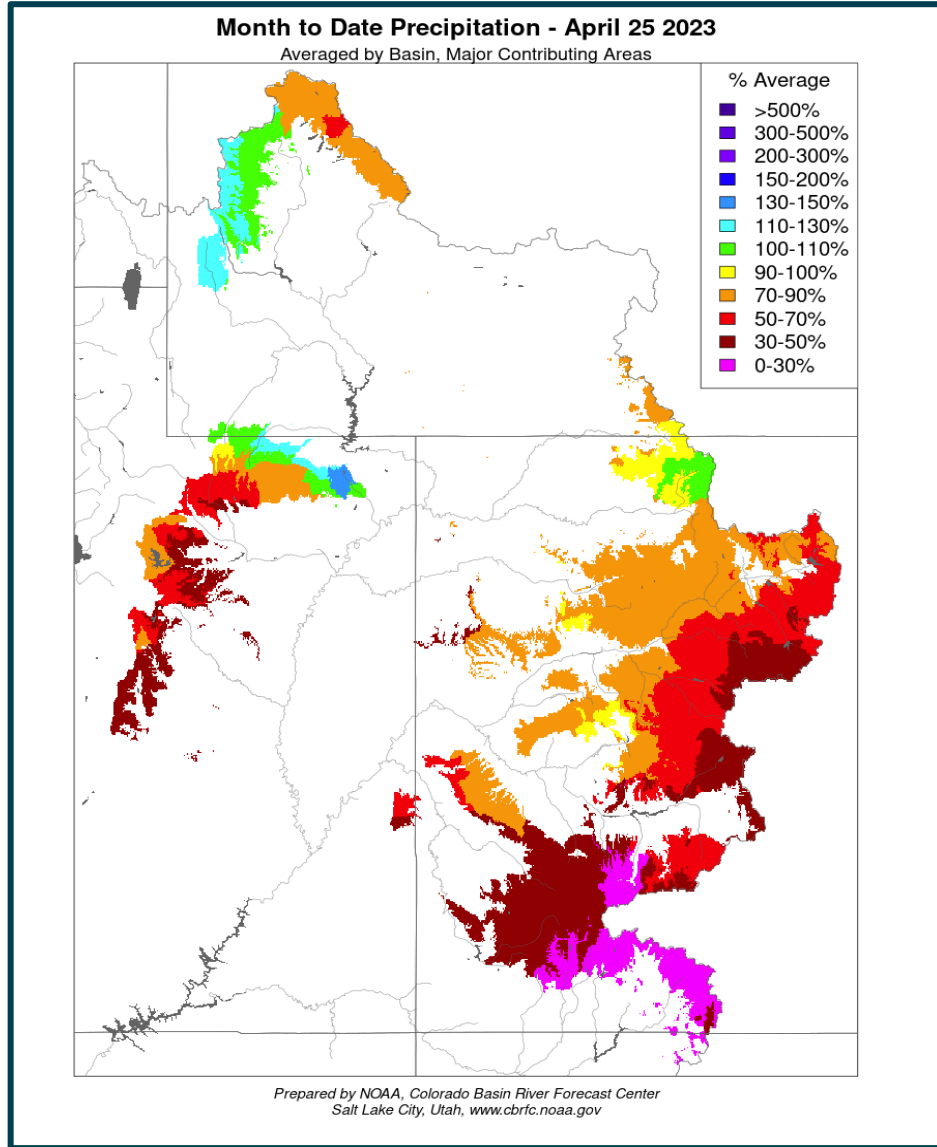 Month to Date Precipitation - April 25 2023
Averaged by Basin, Major Contributing Areas
% Average
>500%
300-500%
200-300%
150-200%
130-150%
110-130%
100-110%
90-100%
70-90%
50-70%
30-50%
0-30%
Prepared by NOAA, Colorado Basin River Forecast Center
Salt Lake City, Utah, www.cbrfc.noaa.gov